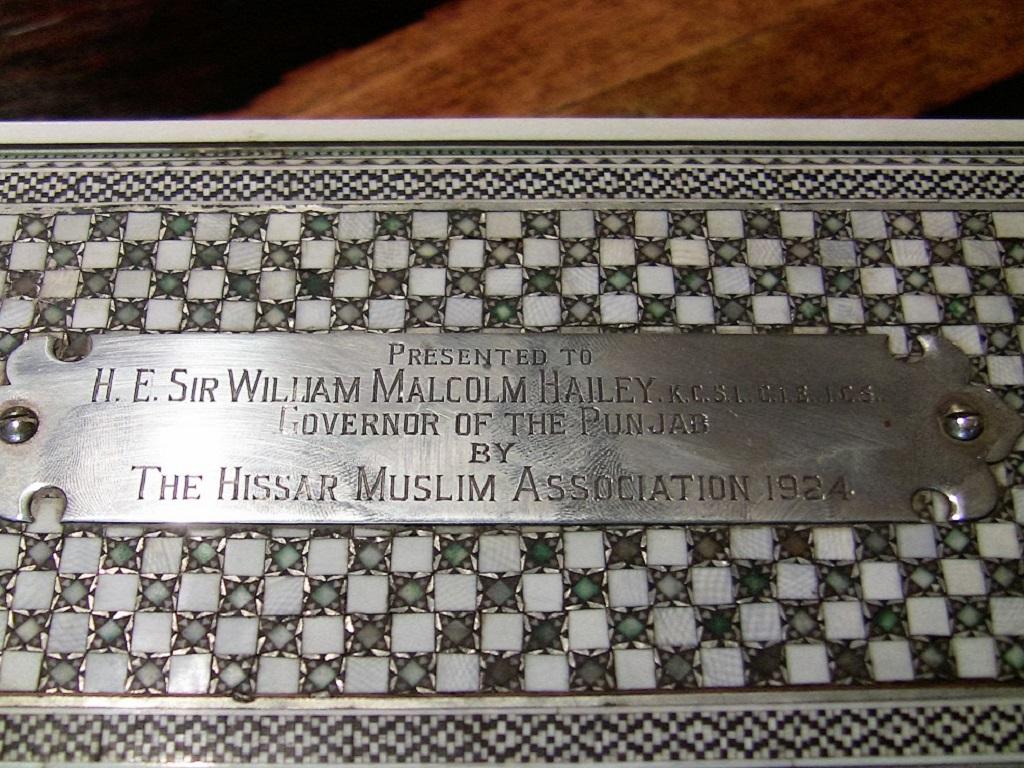 PRESENTED TO
H. E. SIR WILLIAM MALCOLM HAILEY. K.C.S.I. C.I.E. I.C.S.
GOVERNOR OF THE PUNJAB
BY
THE HISSAR MUSLIM ASSOCIATION 1924